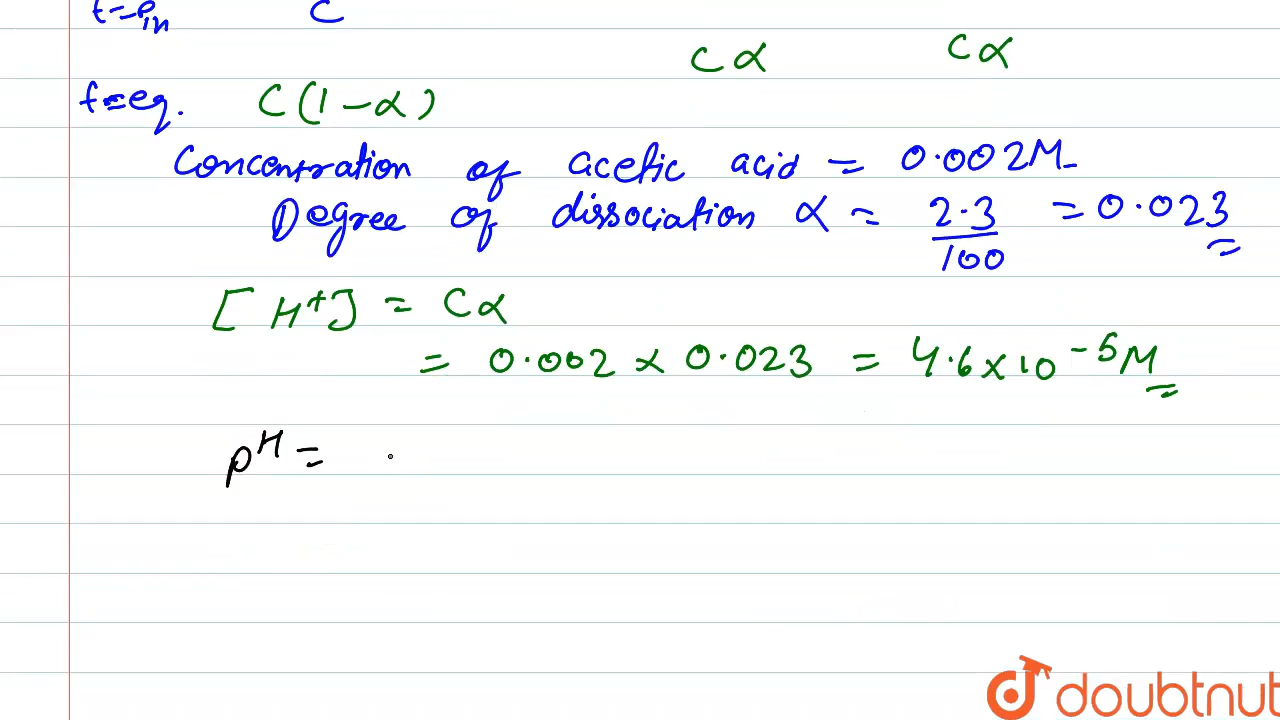 C
Cα Cα
t=eq. C(1-α)
Concentration of acetic acid = 0.002M
Degree of dissociation α = 2.3/100 = 0.023
[H+] = Cα
= 0.002 × 0.023 = 4.6×10⁻⁵M
pH =
doubtnut